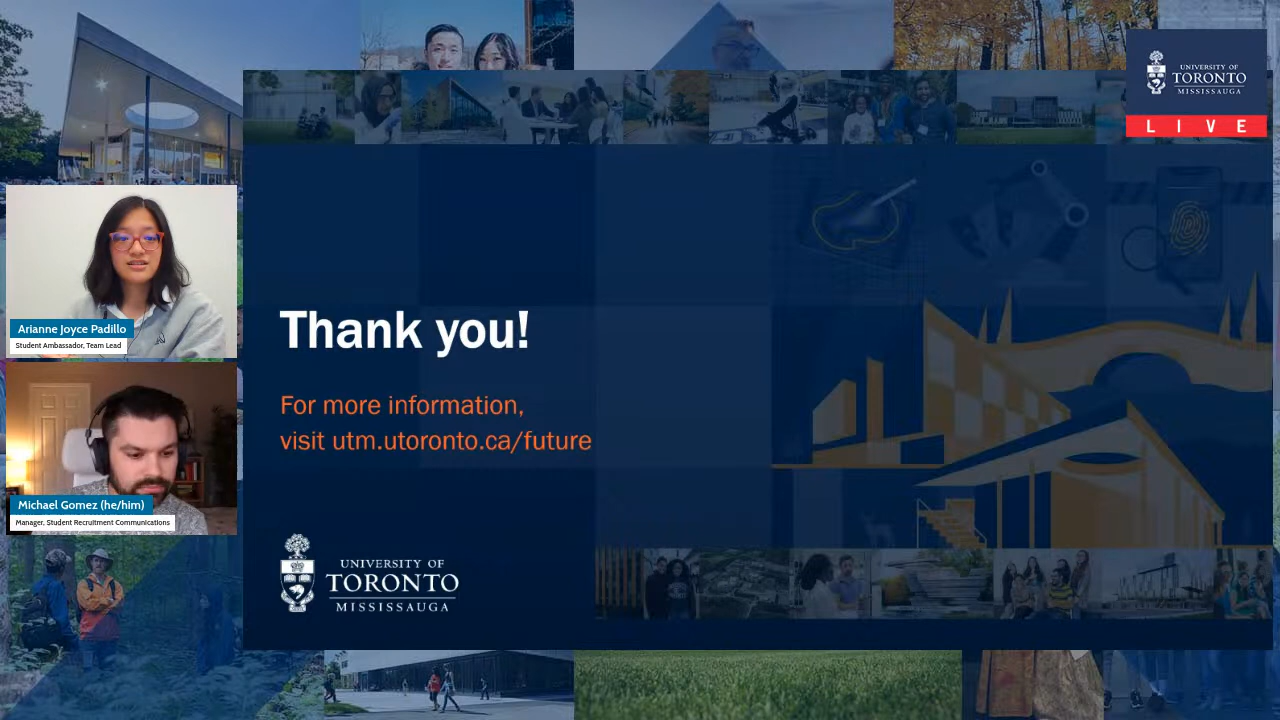 UNIVERSITY OF
TORONTO
MISSISSAUGA
LIVE
Arianne Joyce Padillo
Student Ambassador, Team Lead
Thank you!
For more information,
visit utm.utoronto.ca/future
Michael Gomez (he/him)
Manager, Student Recruitment Communications
UNIVERSITY OF
TORONTO
MISSISSAUGA